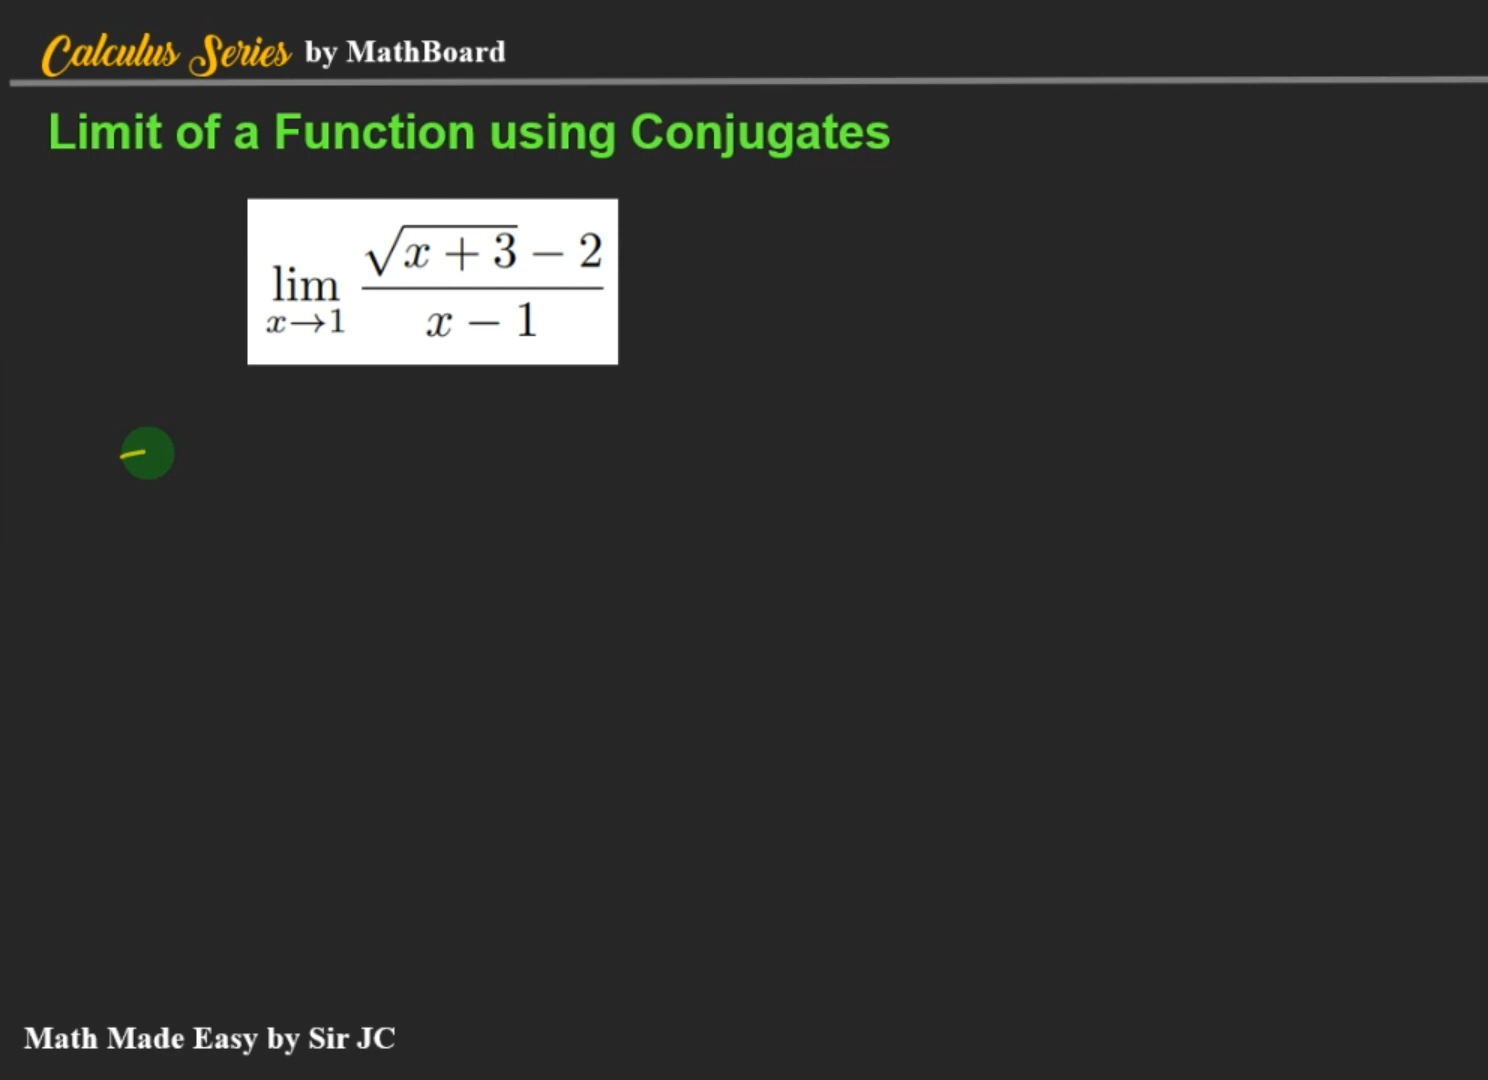 Calculus Series by MathBoard
Limit of a Function using Conjugates
lim x→1 (√(x + 3) − 2) / (x − 1)
Math Made Easy by Sir JC